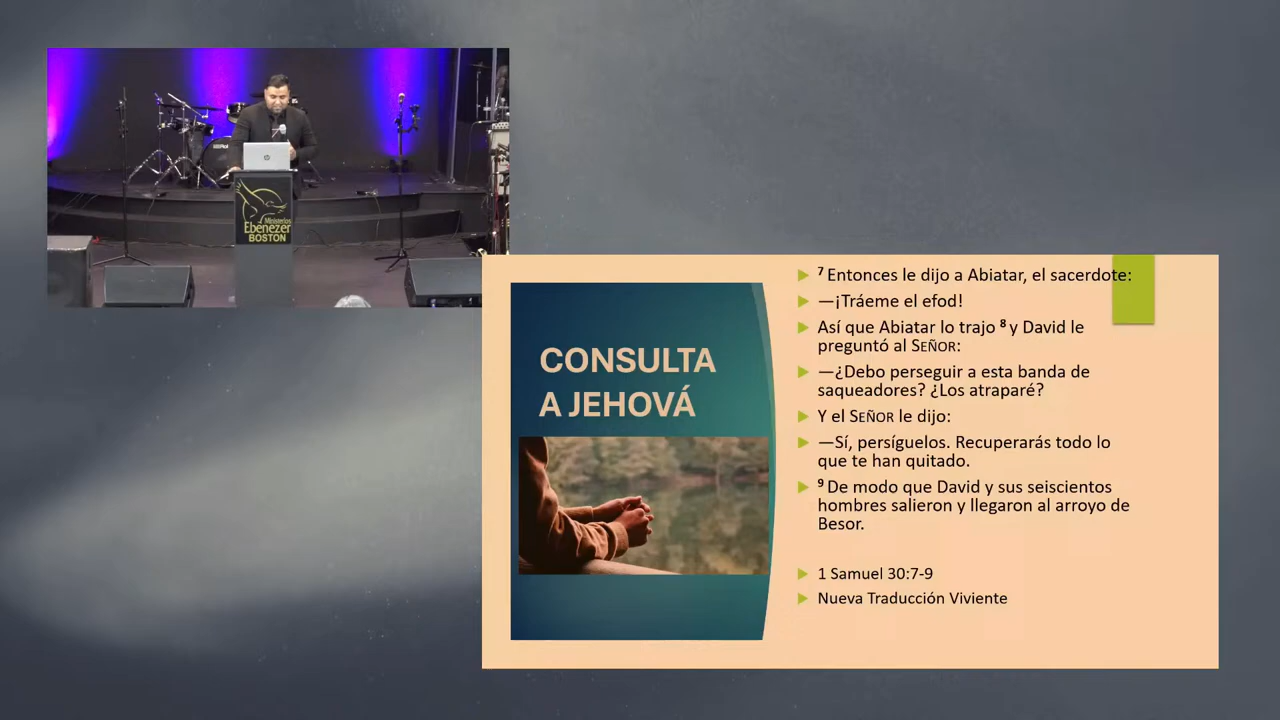 Ministerios
Ebenezer
BOSTON
CONSULTA
A JEHOVÁ
⁷ Entonces le dijo a Abiatar, el sacerdote:
—¡Tráeme el efod!
Así que Abiatar lo trajo ⁸ y David le
preguntó al SEÑOR:
—¿Debo perseguir a esta banda de
saqueadores? ¿Los atraparé?
Y el SEÑOR le dijo:
—Sí, persíguelos. Recuperarás todo lo
que te han quitado.
⁹ De modo que David y sus seiscientos
hombres salieron y llegaron al arroyo de
Besor.
1 Samuel 30:7-9
Nueva Traducción Viviente